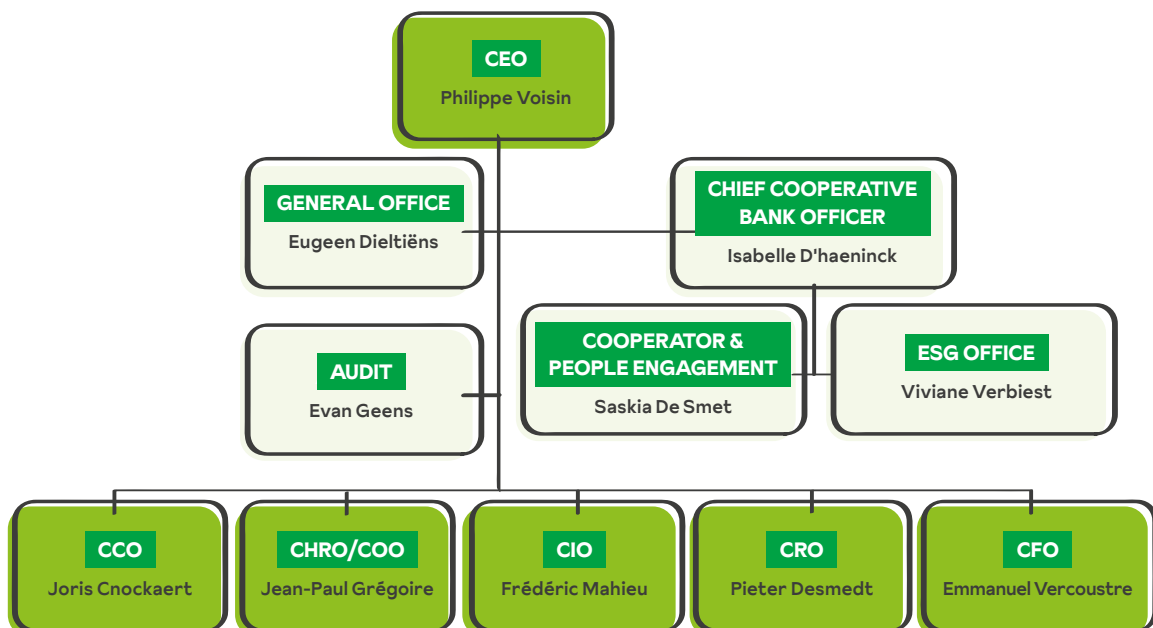 CEO
Philippe Voisin
GENERAL OFFICE
Eugeen Dieltiëns
CHIEF COOPERATIVE
BANK OFFICER
Isabelle D'haeninck
AUDIT
Evan Geens
COOPERATOR &
PEOPLE ENGAGEMENT
Saskia De Smet
ESG OFFICE
Viviane Verbiest
CCO
Joris Cnockaert
CHRO/COO
Jean-Paul Grégoire
CIO
Frédéric Mahieu
CRO
Pieter Desmedt
CFO
Emmanuel Vercoustre